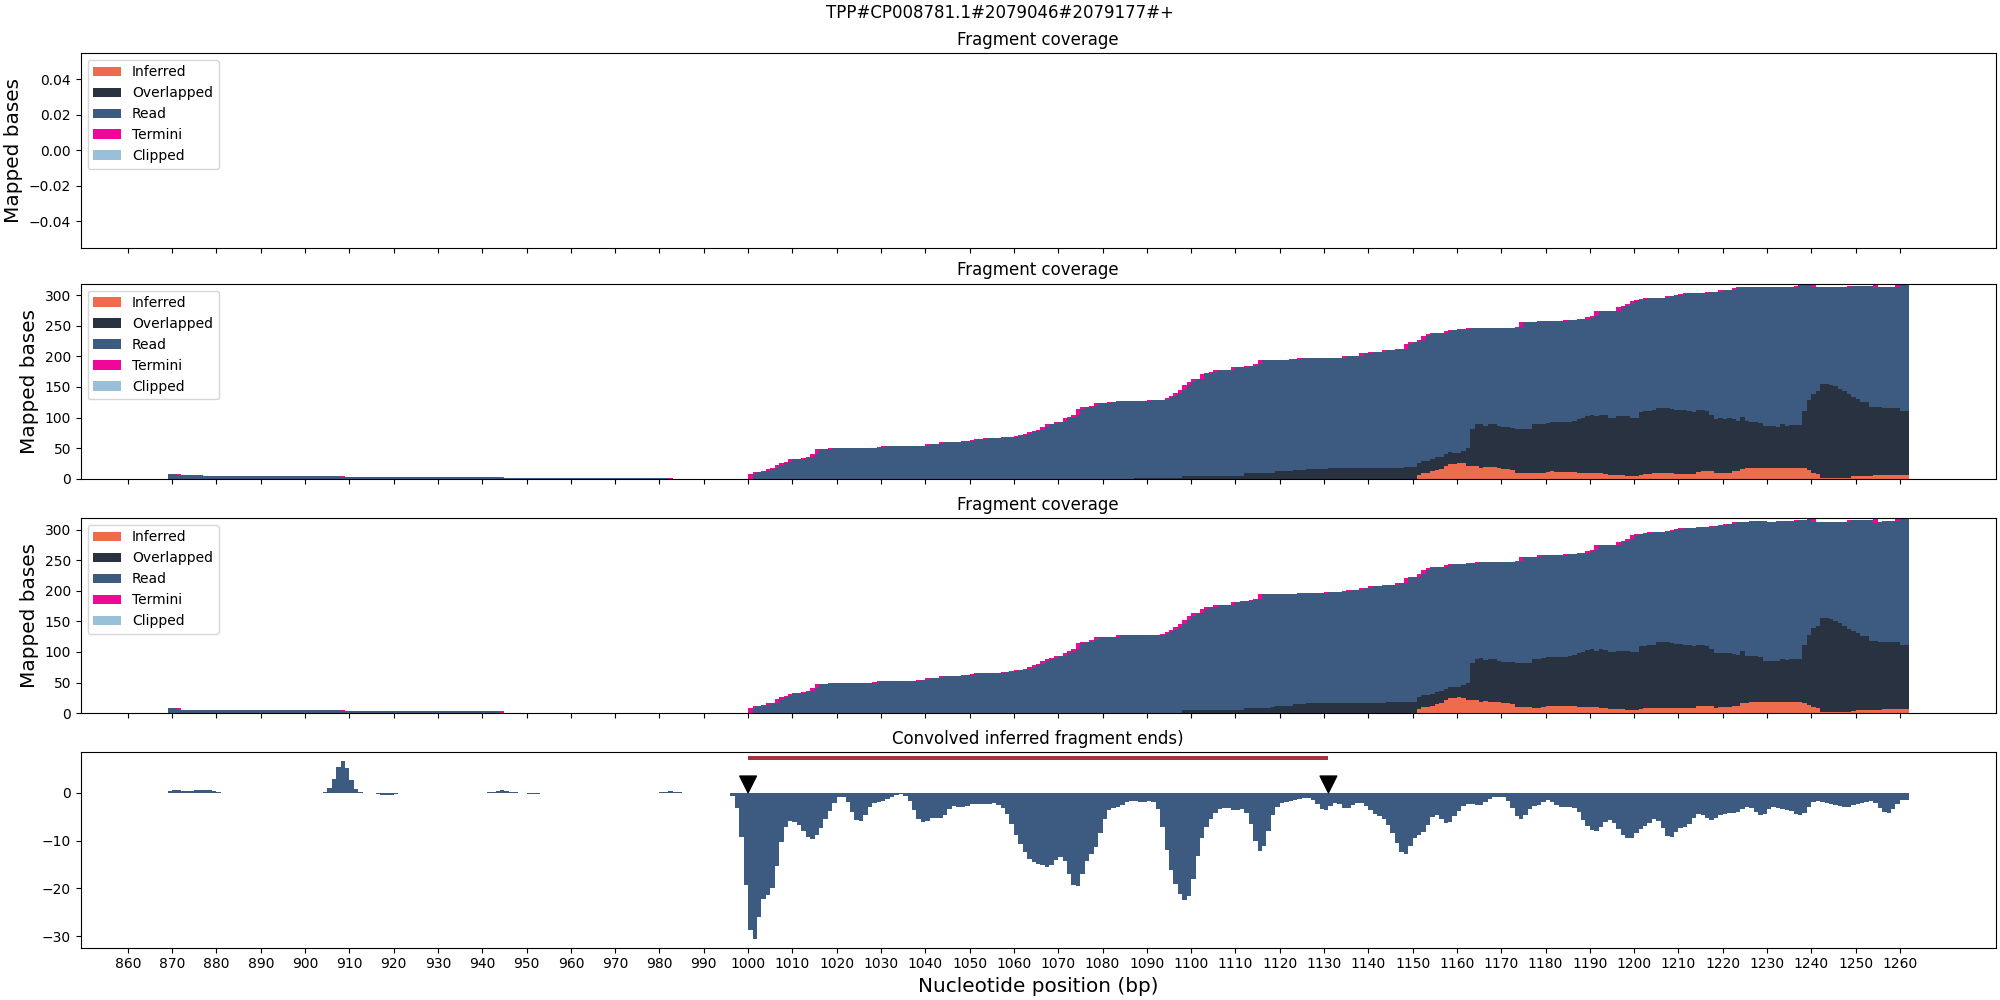 TPP#CP008781.1#2079046#2079177#+
Fragment coverage
Mapped bases
0.04
0.02
0.00
−0.02
−0.04
Inferred
Overlapped
Read
Termini
Clipped
Fragment coverage
Mapped bases
300
250
200
150
100
50
0
Inferred
Overlapped
Read
Termini
Clipped
Fragment coverage
Mapped bases
300
250
200
150
100
50
0
Inferred
Overlapped
Read
Termini
Clipped
Convolved inferred fragment ends)
0
−10
−20
−30
860 870 880 890 900 910 920 930 940 950 960 970 980 990 1000 1010 1020 1030 1040 1050 1060 1070 1080 1090 1100 1110 1120 1130 1140 1150 1160 1170 1180 1190 1200 1210 1220 1230 1240 1250 1260
Nucleotide position (bp)